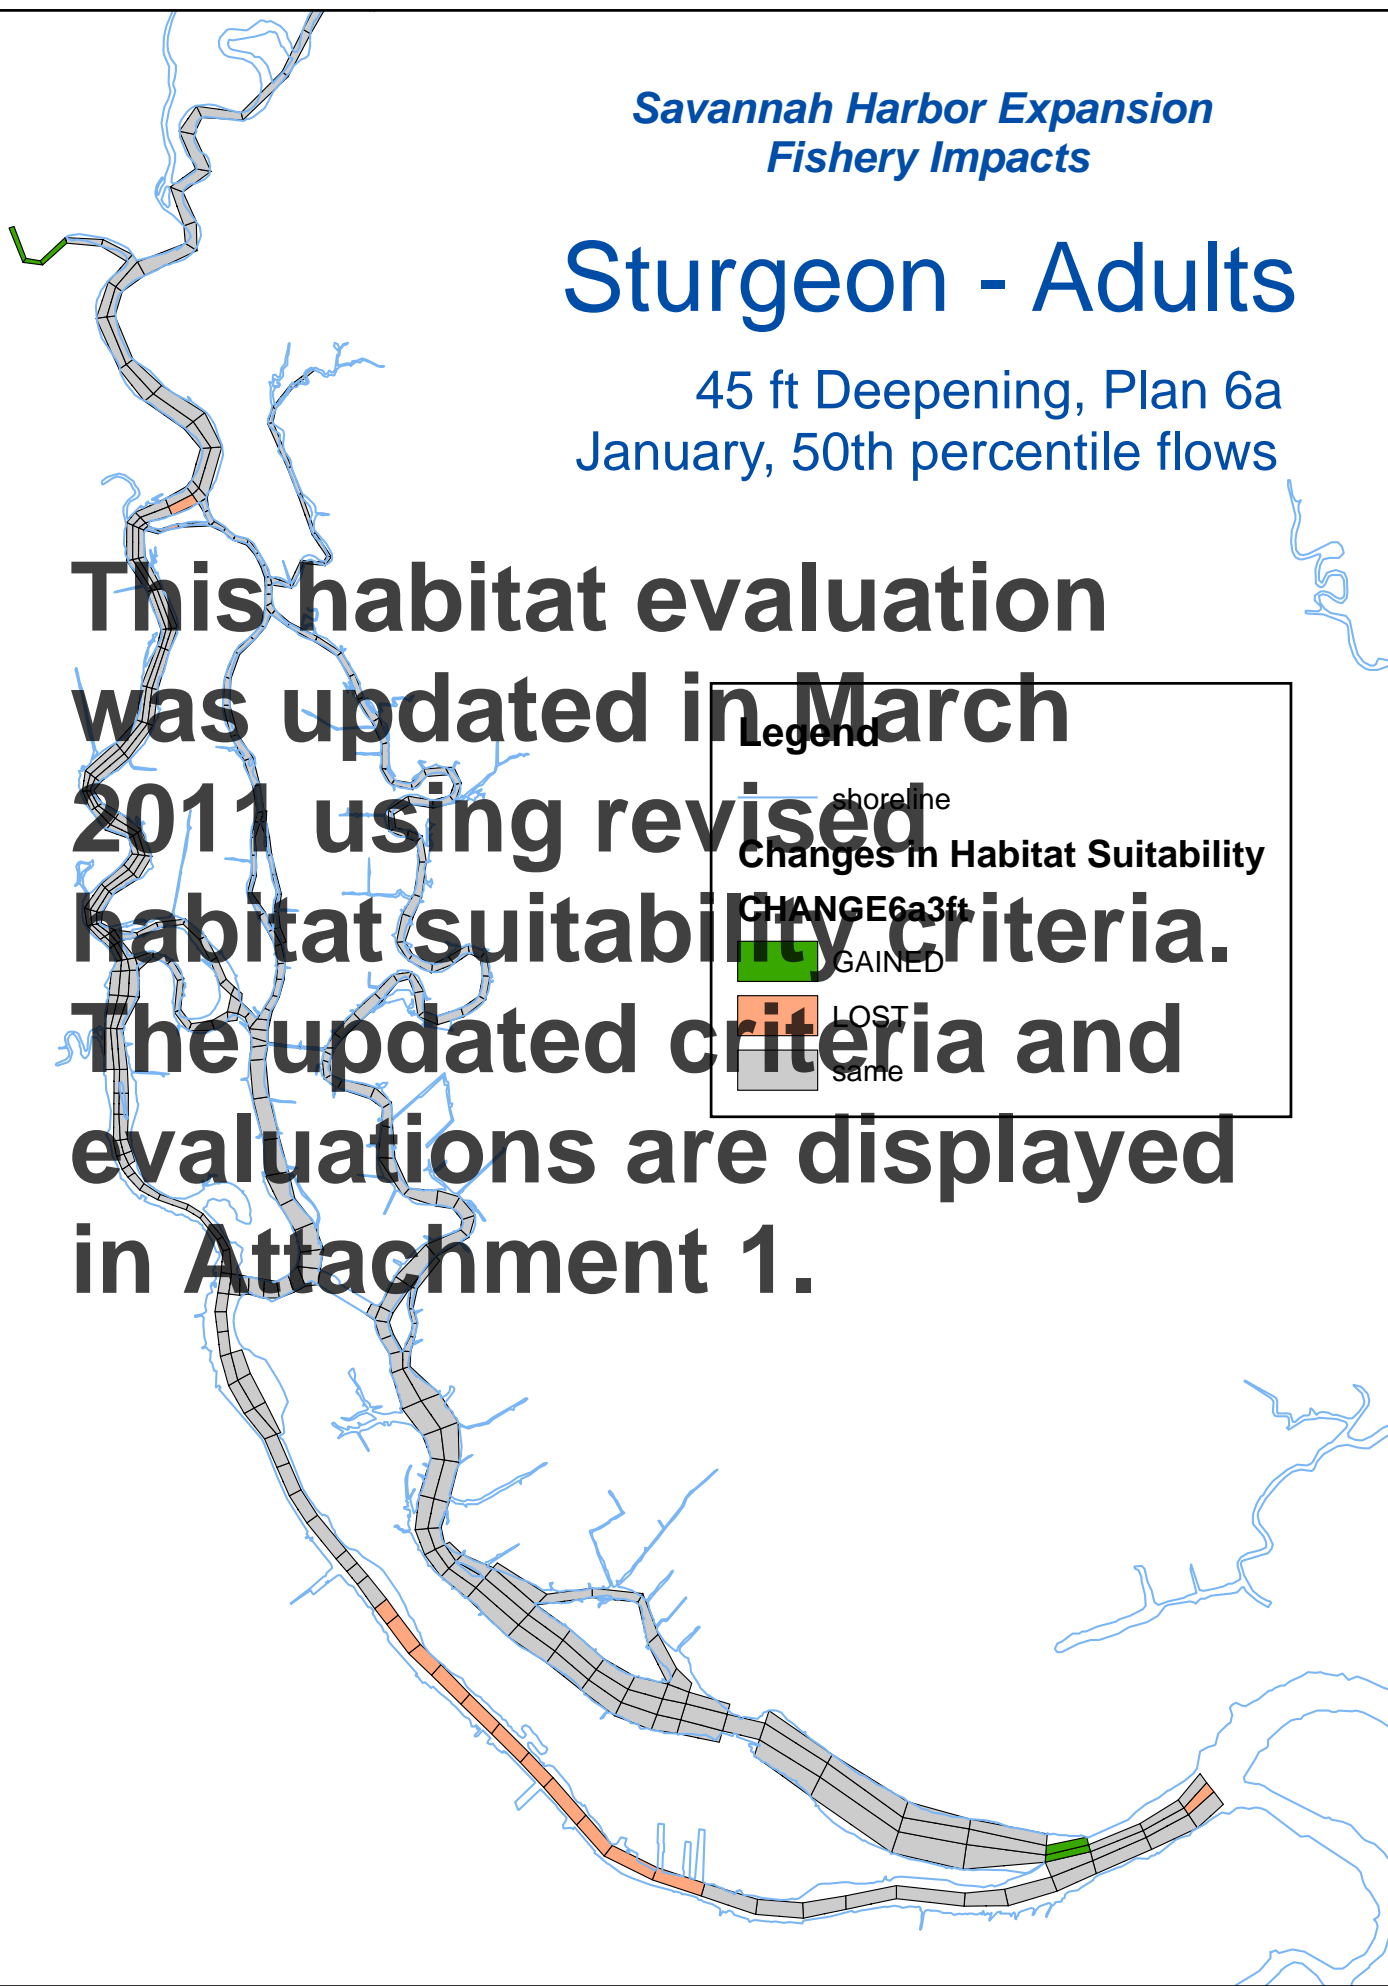 Savannah Harbor Expansion
Fishery Impacts
Sturgeon - Adults
45 ft Deepening, Plan 6a
January, 50th percentile flows
This habitat evaluation
was updated in March
2011 using revised
habitat suitability criteria.
The updated criteria and
evaluations are displayed
in Attachment 1.
Legend
shoreline
Changes in Habitat Suitability
CHANGE6a3ft
GAINED
LOST
same